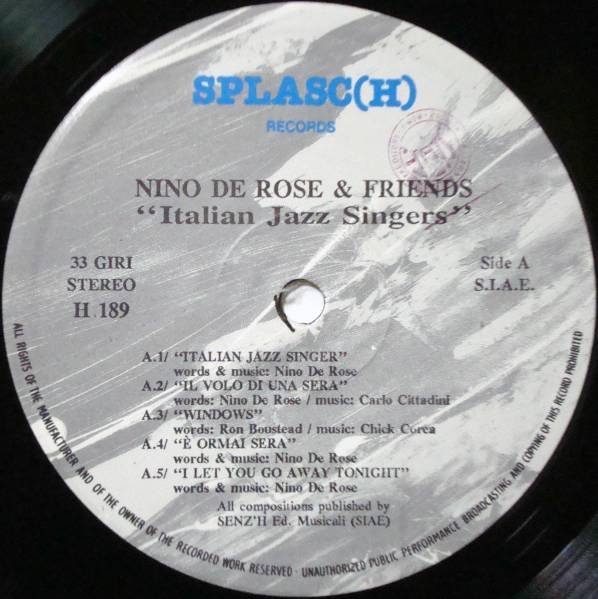 SPLASC(H)
RECORDS
NINO DE ROSE & FRIENDS
“Italian Jazz Singers”
33 GIRI
STEREO
H 189
Side A
S.I.A.E.
A.1/ “ITALIAN JAZZ SINGER”
words & music: Nino De Rose
A.2/ “IL VOLO DI UNA SERA”
words: Nino De Rose / music: Carlo Cittadini
A.3/ “WINDOWS”
words: Ron Boustead / music: Chick Corea
A.4/ “È ORMAI SERA”
words & music: Nino De Rose
A.5/ “I LET YOU GO AWAY TONIGHT”
words & music: Nino De Rose
All compositions published by
SENZ'H Ed. Musicali (SIAE)
ALL RIGHTS OF THE MANUFACTURER AND OF THE OWNER OF THE RECORDED WORK RESERVED · UNAUTHORIZED PUBLIC PERFORMANCE BROADCASTING AND COPYING OF THIS RECORD PROHIBITED